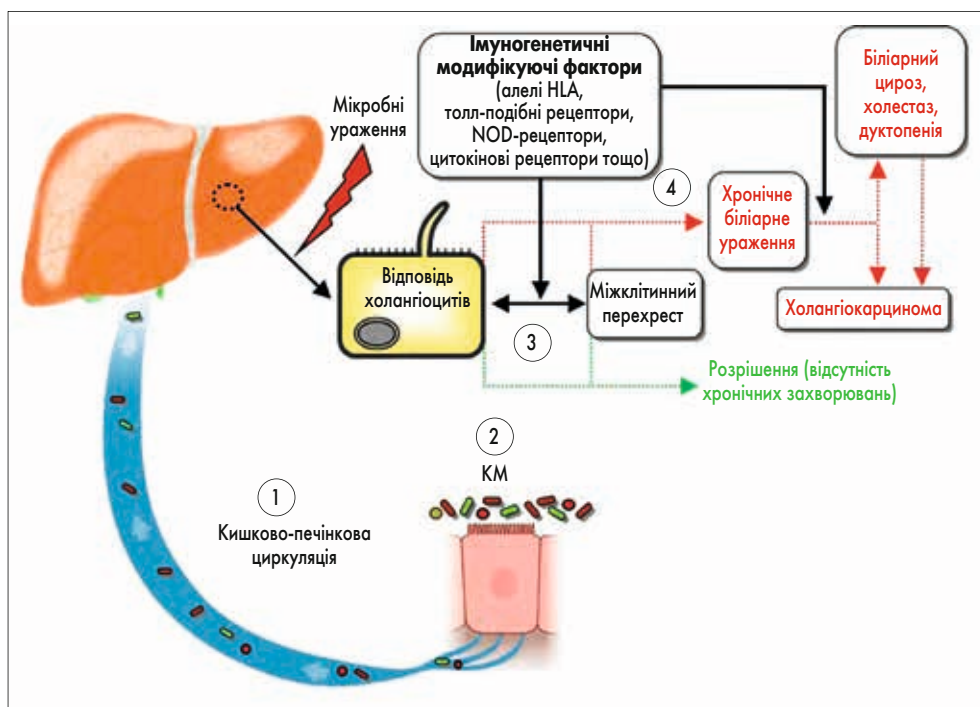 Імуногенетичні
модифікуючі фактори
(алелі HLA,
толл-подібні рецептори,
NOD-рецептори,
цитокінові рецептори тощо)
Біліарний
цироз,
холестаз,
дуктопенія
Мікробні
ураження
4
Хронічне
біліарне
ураження
Відповідь
холангіоцитів
Міжклітинний
перехрест
Холангіокарцинома
3
Розрішення (відсутність
хронічних захворювань)
2
КМ
1
Кишково-печінкова
циркуляція